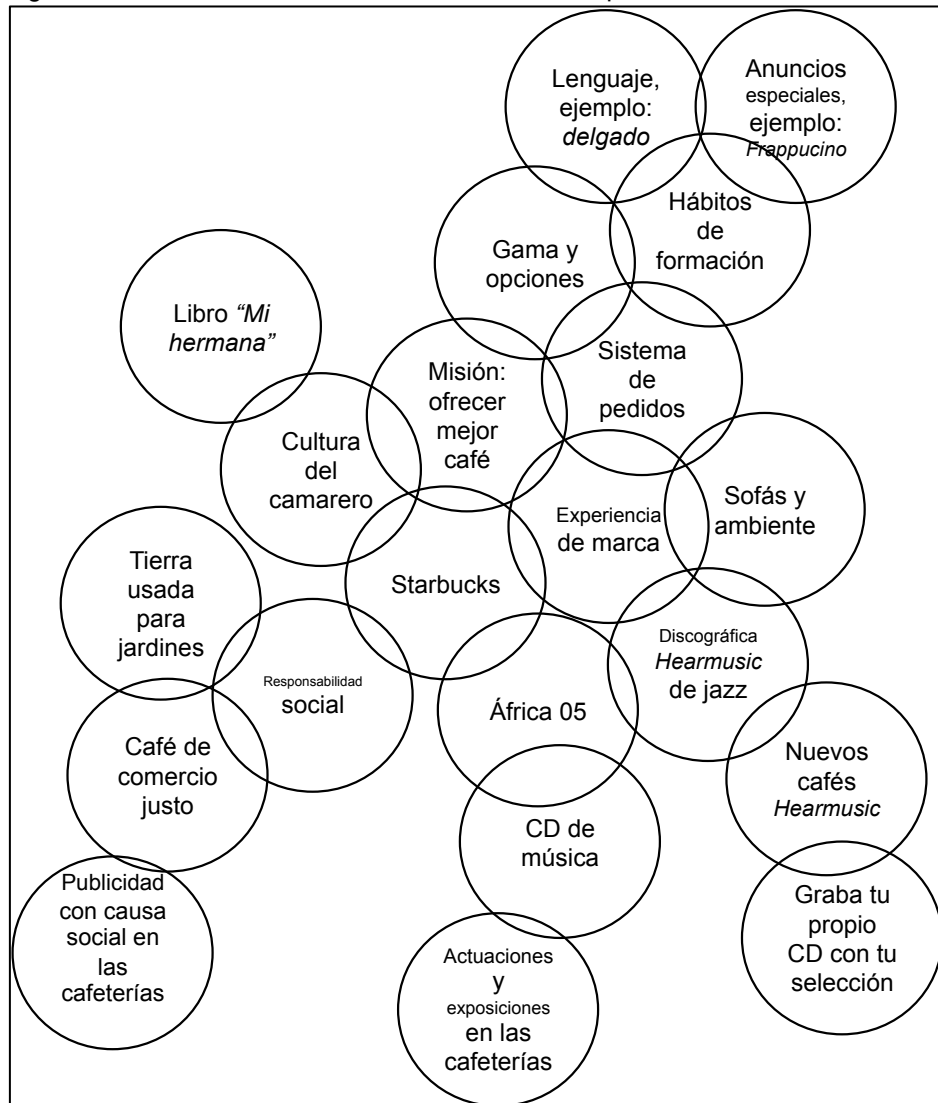 Lenguaje,
ejemplo:
delgado
Anuncios
especiales,
ejemplo:
Frappucino
Hábitos
de
formación
Gama y
opciones
Libro “Mi
hermana”
Sistema
de
pedidos
Misión:
ofrecer
mejor
café
Cultura
del
camarero
Sofás y
ambiente
Experiencia
de marca
Tierra
usada
para
jardines
Starbucks
Discográfica
Hearmusic
de jazz
Responsabilidad
social
África 05
Café de
comercio
justo
Nuevos
cafés
Hearmusic
CD de
música
Publicidad
con causa
social en
las
cafeterías
Graba tu
propio
CD con tu
selección
Actuaciones
y
exposiciones
en las
cafeterías